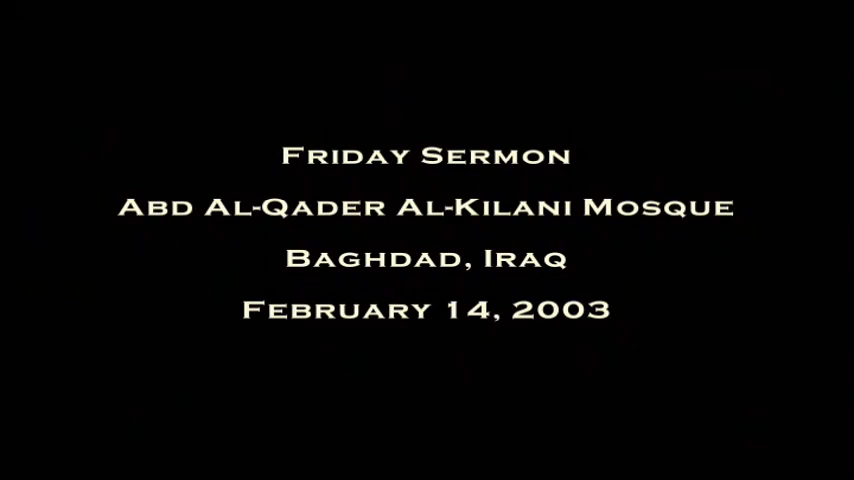 Friday Sermon
Abd Al-Qader Al-Kilani Mosque
Baghdad, Iraq
February 14, 2003